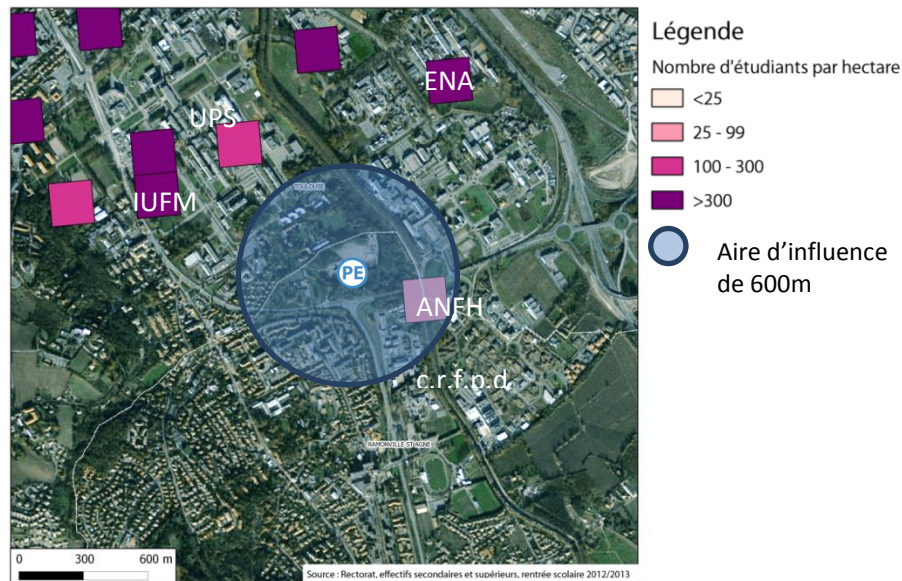 Légende
Nombre d'étudiants par hectare
<25
25 - 99
100 - 300
>300
Aire d’influence
de 600m
ENA
UPS
TOULOUSE
IUFM
PE
ANFH
c.r.f.p.d.
RAMONVILLE ST AGNE
0 300 600 m
Source : Rectorat, effectifs secondaires et supérieurs, rentrée scolaire 2012/2013